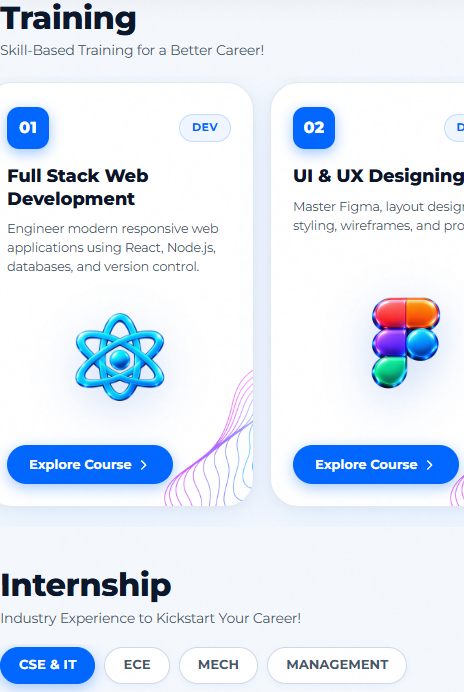 Training
Skill-Based Training for a Better Career!
01
DEV
Full Stack Web
Development
Engineer modern responsive web
applications using React, Node.js,
databases, and version control.
Explore Course
02
UI & UX Designing
Master Figma, layout
styling, wireframes, and
Explore Course
Internship
Industry Experience to Kickstart Your Career!
CSE & IT
ECE
MECH
MANAGEMENT